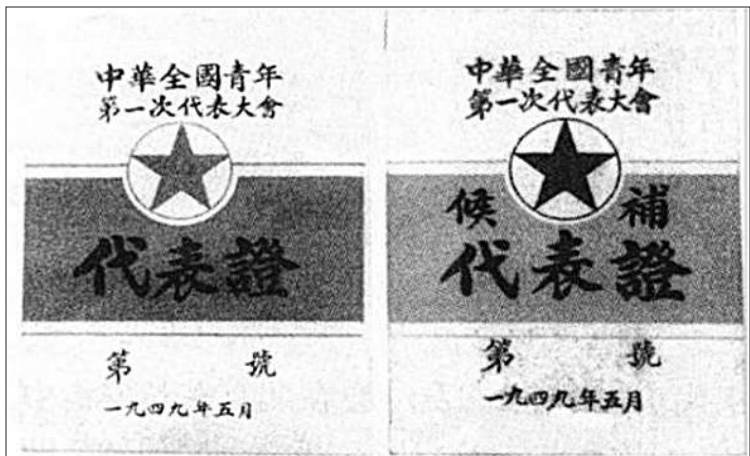 中華全國青年
第一次代表大會
代表證
第　　號
一九四九年五月
中華全國青年
第一次代表大會
候　補
代表證
第　　號
一九四九年五月